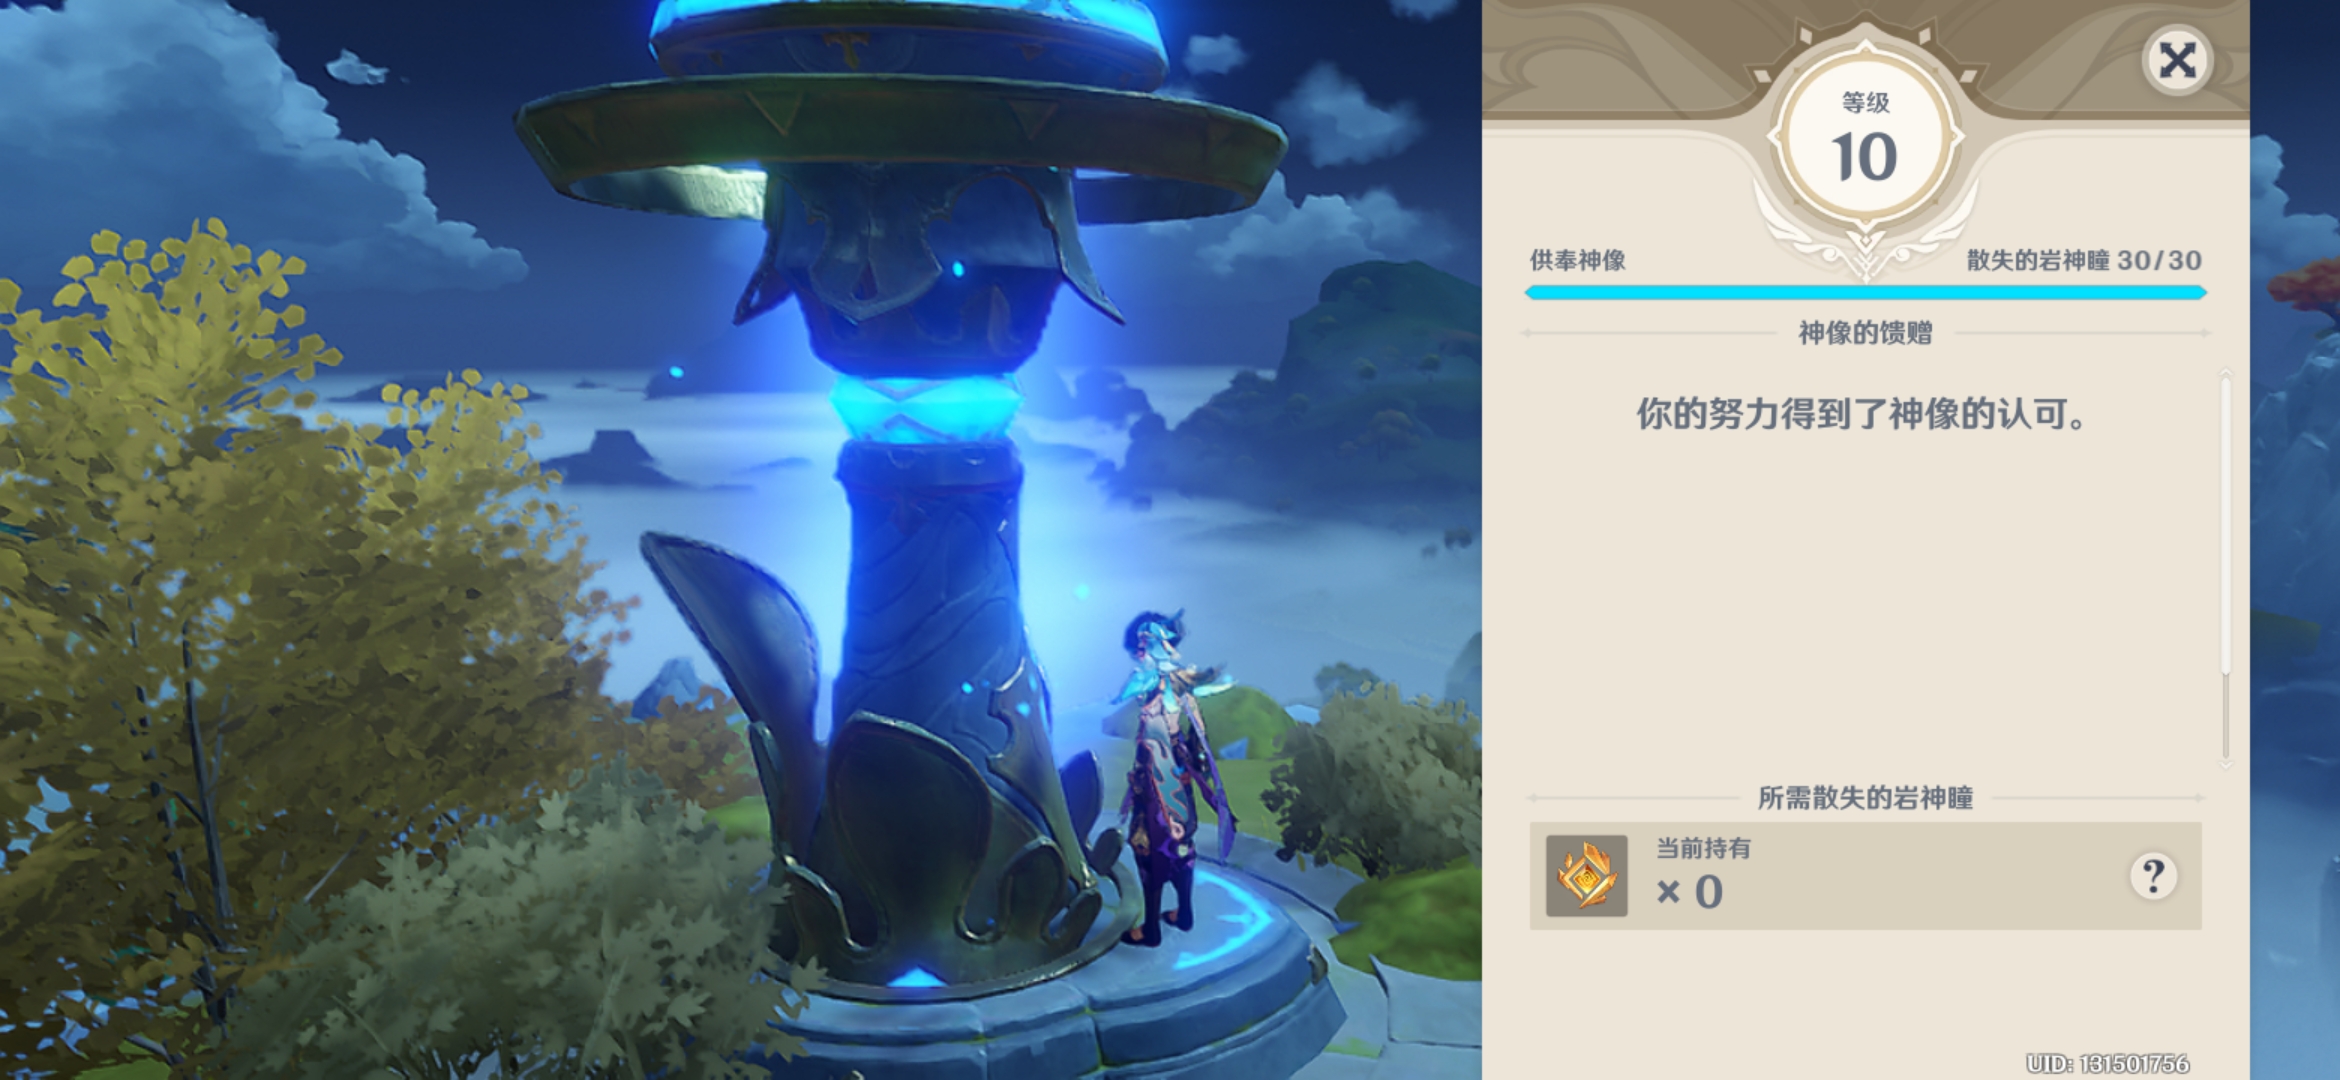 等级
10
供奉神像
散失的岩神瞳 30/30
神像的馈赠
你的努力得到了神像的认可。
所需散失的岩神瞳
当前持有
× 0
?
UID: 131501756